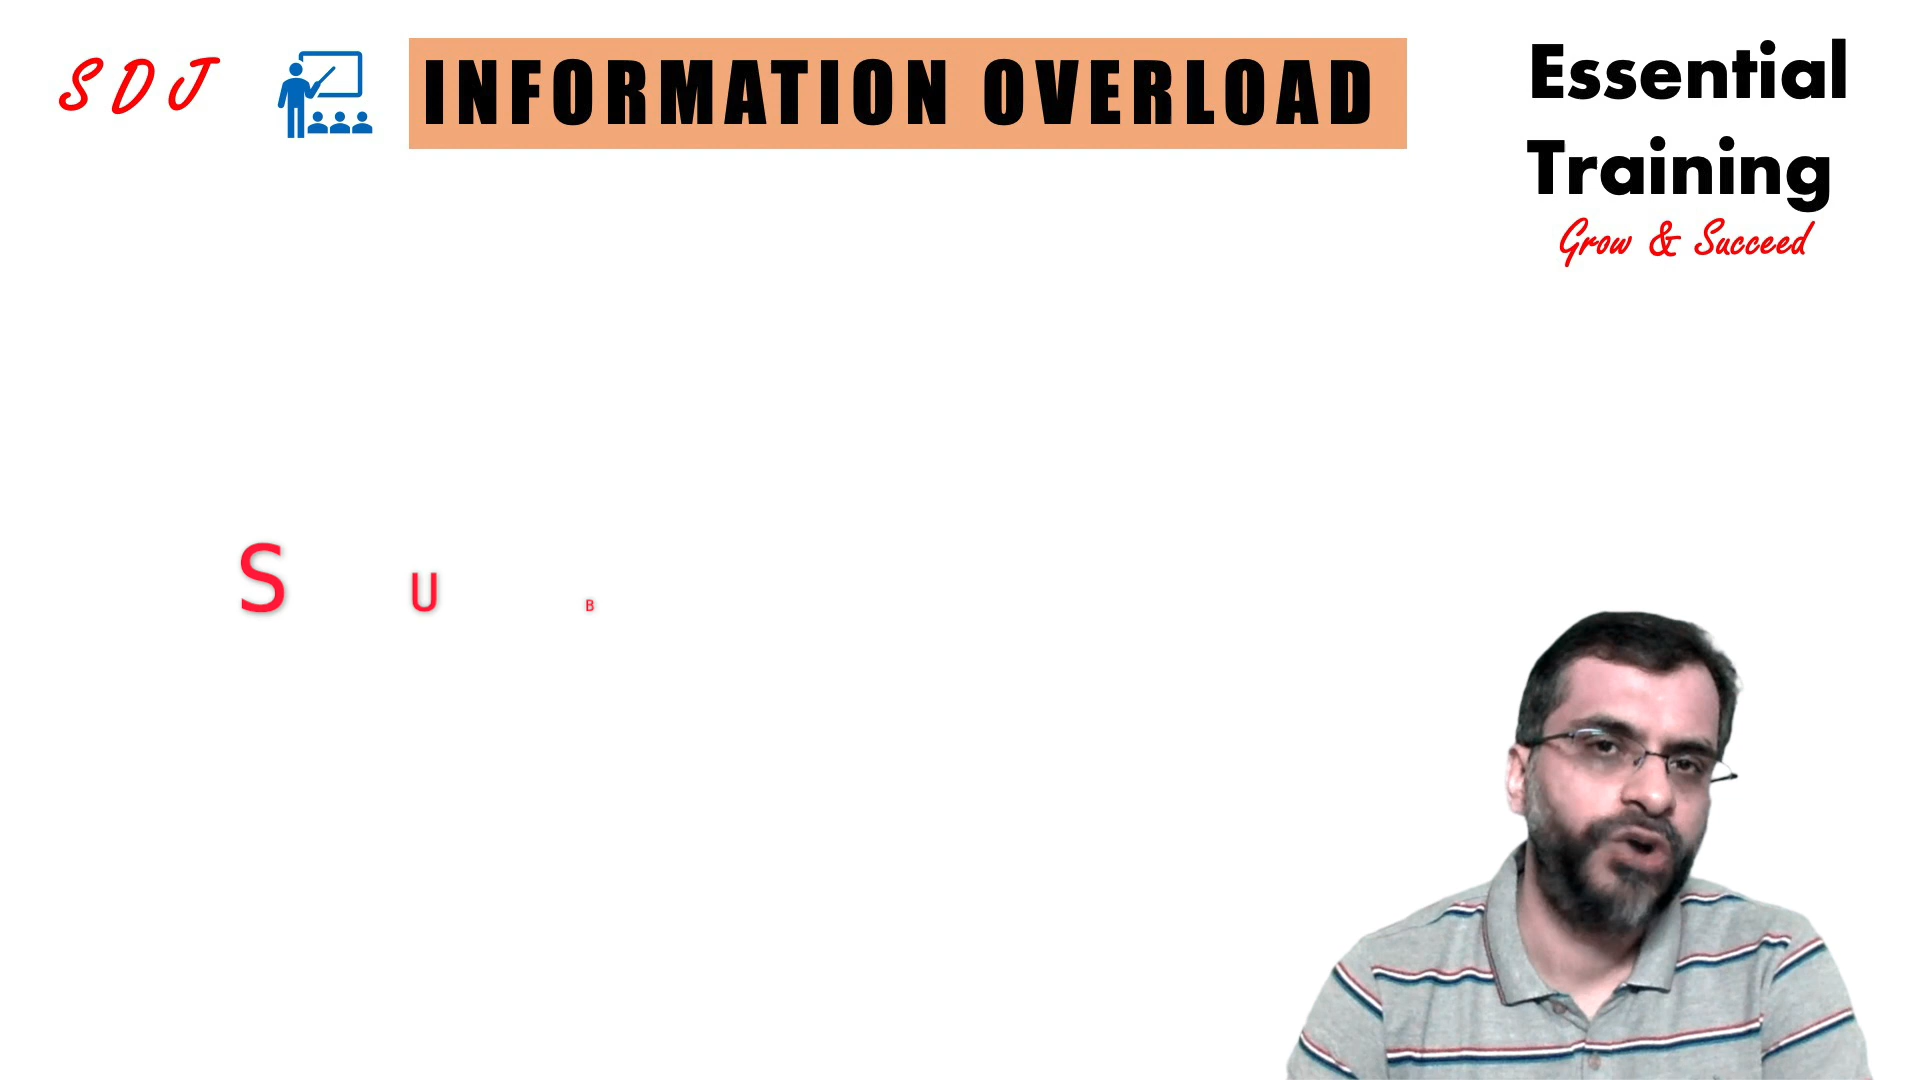 SDJ
INFORMATION OVERLOAD
Essential
Training
Grow & Succeed
S U B